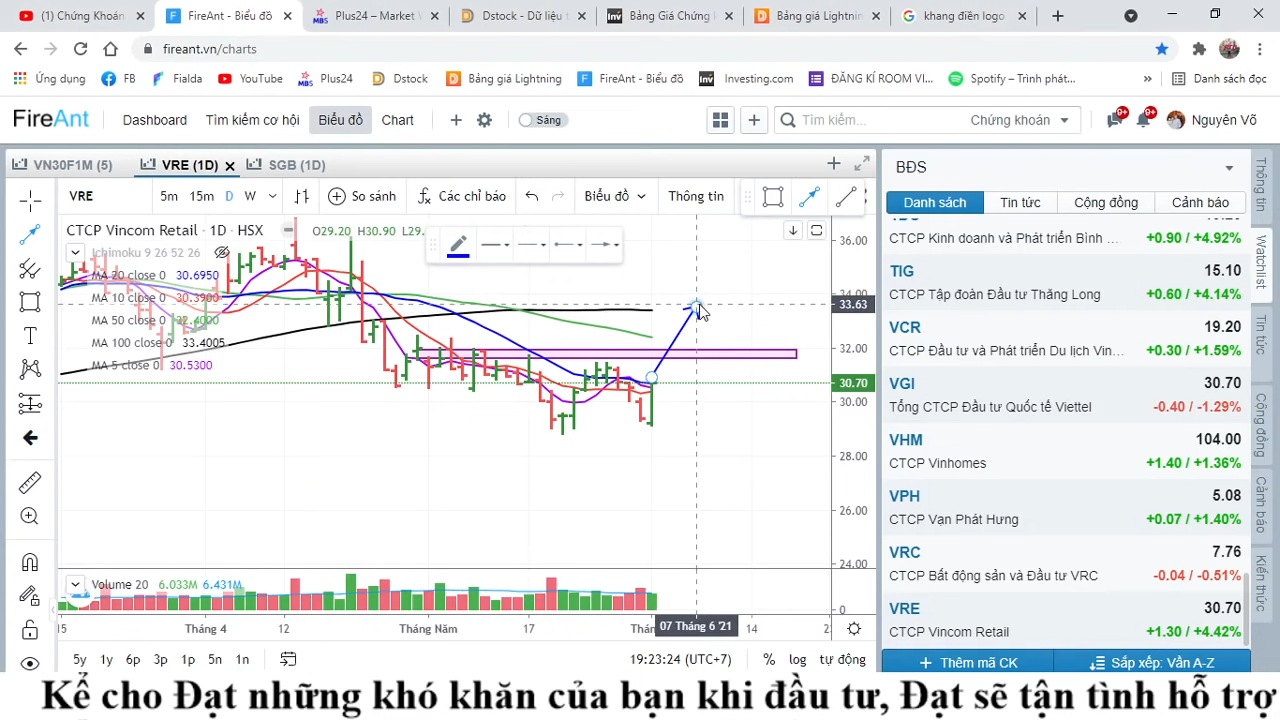 (1) Chứng Khoán
FireAnt - Biểu đồ
Plus24 – Market
Dstock - Dữ liệu
Bảng Giá Chứng k
Bảng giá Lightnin
khang điền logo
fireant.vn/charts
Ứng dụng
FB
Fialda
YouTube
Plus24
Dstock
Bảng giá Lightning
FireAnt - Biểu đồ
Investing.com
ĐĂNG KÍ ROOM VI...
Spotify – Trình phát...
»
Danh sách đọc
FireAnt
Dashboard
Tìm kiếm cơ hội
Biểu đồ
Chart
Sáng
Tìm kiếm...
Chứng khoán
9+
9+
Nguyên Võ
VN30F1M (5)
VRE (1D)
SGB (1D)
VRE
5m
15m
D
W
So sánh
Các chỉ báo
Biểu đồ
Thông tin
CTCP Vincom Retail · 1D · HSX
O29.20 H30.90 L29.
Ichimoku 9 26 52 26
MA 20 close 0 30.6950
MA 10 close 0 30.3900
MA 50 close 0 32.4000
MA 100 close 0 33.4005
MA 5 close 0 30.5300
36.00
34.00
33.63
32.00
30.70
30.00
28.00
26.00
24.00
Volume 20 6.033M 6.431M
0
15
Tháng 4
12
Tháng Năm
17
Thán
07 Tháng 6 '21
14
5y
1y
6p
3p
1p
5n
1n
19:23:24 (UTC+7)
%
log
tự động
BĐS
Danh sách
Tin tức
Cộng đồng
Cảnh báo
CTCP Kinh doanh và Phát triển Bình ...
+0.90 / +4.92%
TIG
15.10
CTCP Tập đoàn Đầu tư Thăng Long
+0.60 / +4.14%
VCR
19.20
CTCP Đầu tư và Phát triển Du lịch Vin...
+0.30 / +1.59%
VGI
30.70
Tổng CTCP Đầu tư Quốc tế Viettel
-0.40 / -1.29%
VHM
104.00
CTCP Vinhomes
+1.40 / +1.36%
VPH
5.08
CTCP Vạn Phát Hưng
+0.07 / +1.40%
VRC
7.76
CTCP Bất động sản và Đầu tư VRC
-0.04 / -0.51%
VRE
30.70
CTCP Vincom Retail
+1.30 / +4.42%
Thêm mã CK
Sắp xếp: Vần A-Z
Thông tin
Watchlist
Tin tức
Cộng đồng
Cảnh báo
Kiến thức
Kể cho Đạt những khó khăn của bạn khi đầu tư, Đạt sẽ tận tình hỗ trợ